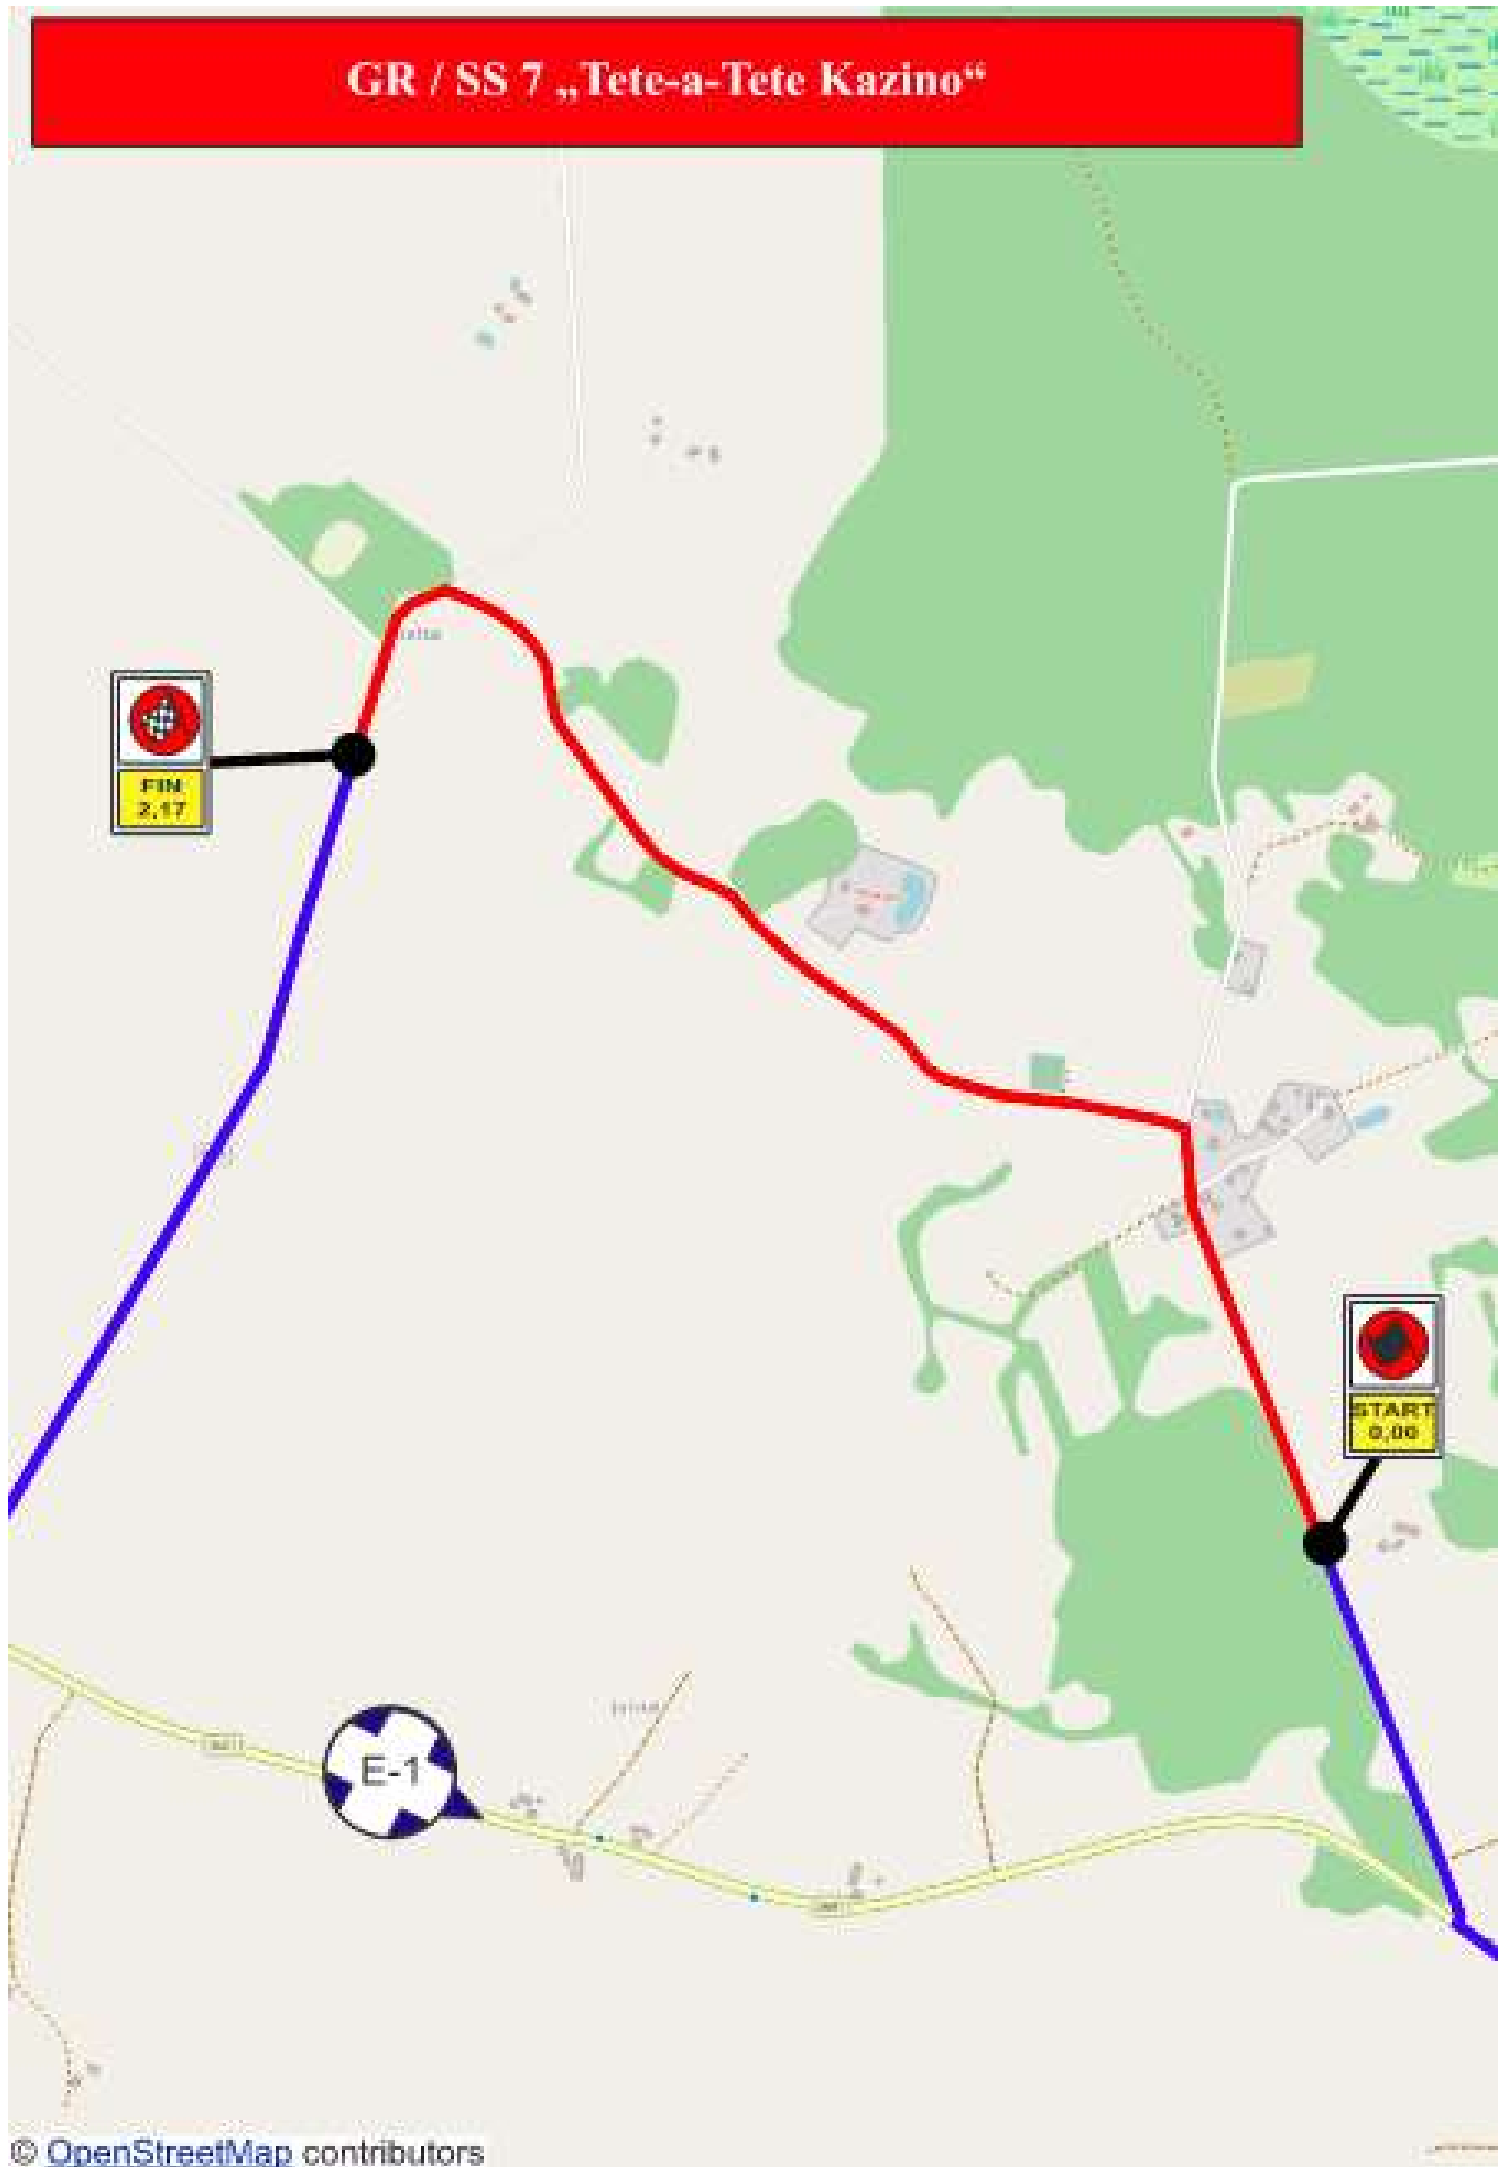 GR / SS 7 „Tete-a-Tete Kazino“
FIN
2,17
START
0,00
E-1
© OpenStreetMap contributors